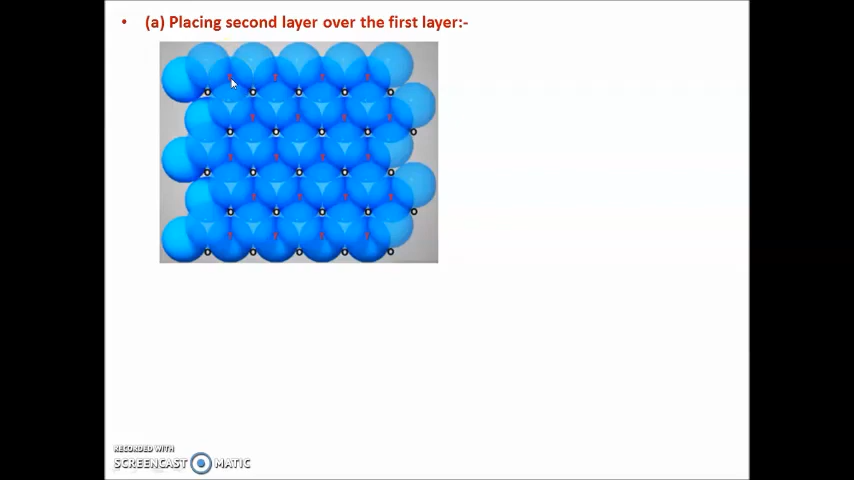 • (a) Placing second layer over the first layer:-
RECORDED WITH
SCREENCAST MATIC